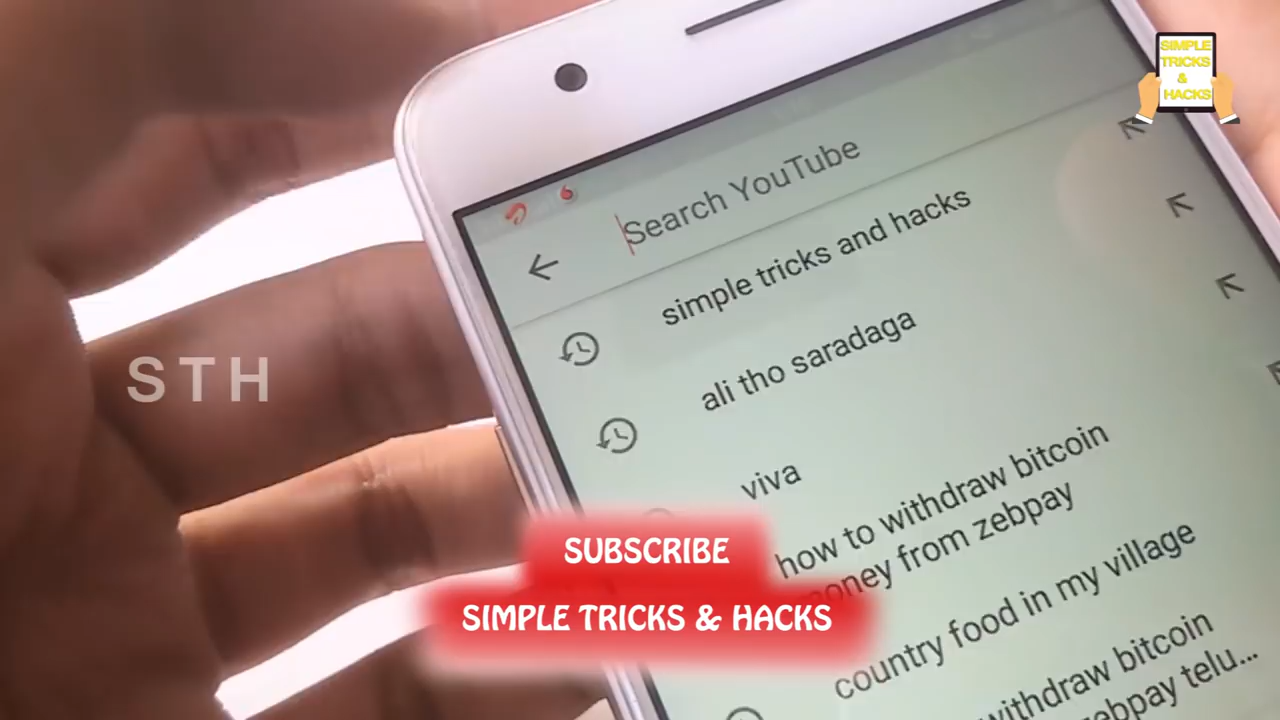 SIMPLE
TRICKS
&
HACKS
Search YouTube
simple tricks and hacks
ali tho saradaga
viva
how to withdraw bitcoin
money from zebpay
country food in my village
withdraw bitcoin
zebpay telu...
STH
SUBSCRIBE
SIMPLE TRICKS & HACKS